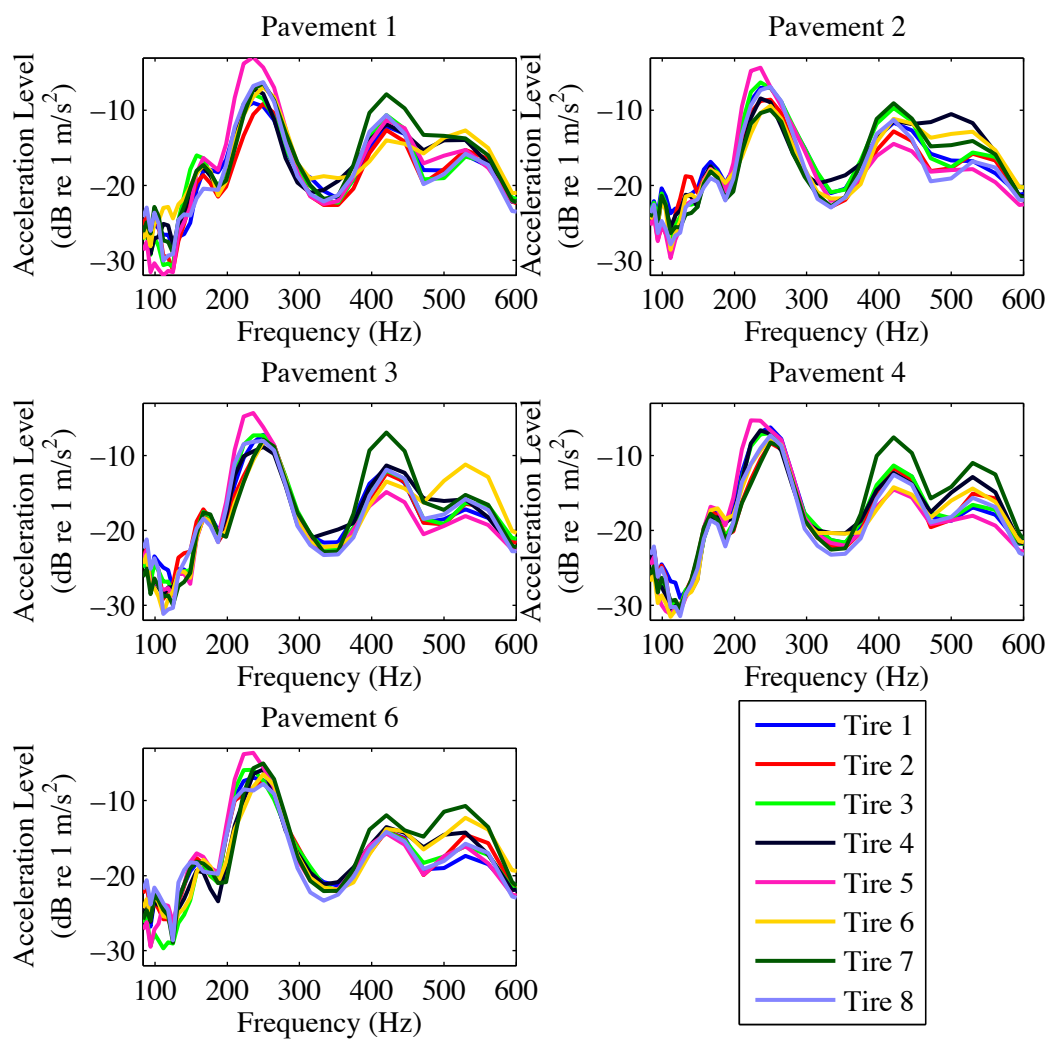 Pavement 1
Acceleration Level
(dB re 1 m/s²)
−10
−20
−30
100 200 300 400 500 600
Frequency (Hz)
Pavement 2
Acceleration Level
(dB re 1 m/s²)
−10
−20
−30
100 200 300 400 500 600
Frequency (Hz)
Pavement 3
Acceleration Level
(dB re 1 m/s²)
−10
−20
−30
100 200 300 400 500 600
Frequency (Hz)
Pavement 4
Acceleration Level
(dB re 1 m/s²)
−10
−20
−30
100 200 300 400 500 600
Frequency (Hz)
Pavement 6
Acceleration Level
(dB re 1 m/s²)
−10
−20
−30
100 200 300 400 500 600
Frequency (Hz)
Tire 1
Tire 2
Tire 3
Tire 4
Tire 5
Tire 6
Tire 7
Tire 8